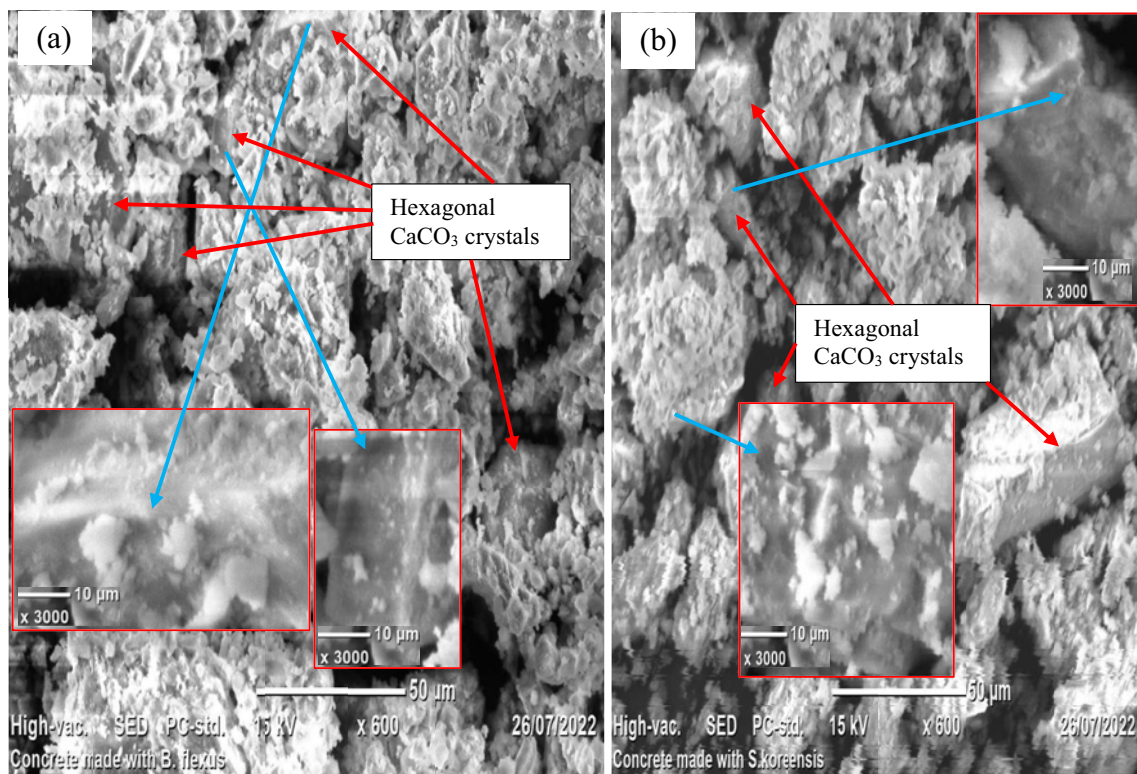 (a)
Hexagonal
CaCO₃ crystals
10 µm
x 3000
10 µm
x 3000
50 µm
High-vac. SED PC-std. 15 kV x 600 26/07/2022
Concrete made with B. flexus
(b)
10 µm
x 3000
Hexagonal
CaCO₃ crystals
10 µm
x 3000
50 µm
High-vac. SED PC-std. 15 kV x 600 26/07/2022
Concrete made with S.koreensis